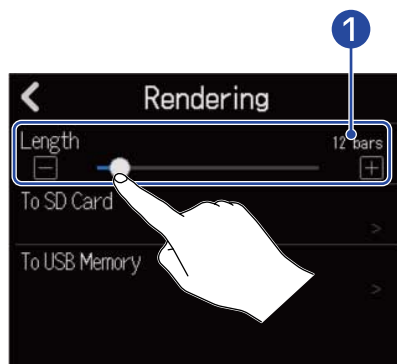 1
Rendering
Length
12 bars
To SD Card
>
To USB Memory
>